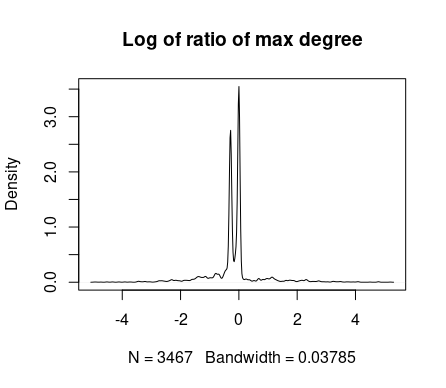 Log of ratio of max degree
Density
3.0
2.0
1.0
0.0
-4 -2 0 2 4
N = 3467 Bandwidth = 0.03785